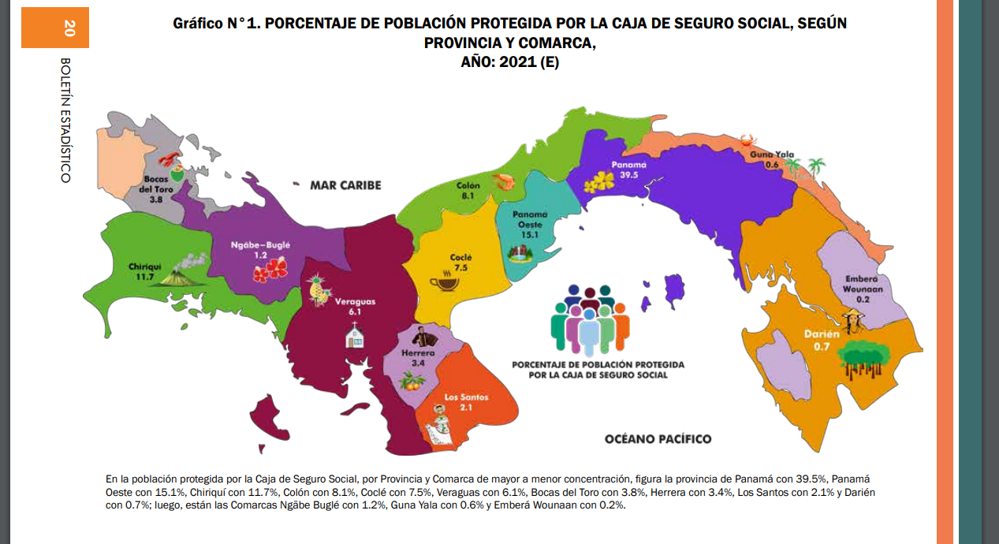 20
BOLETÍN ESTADÍSTICO
Gráfico N°1. PORCENTAJE DE POBLACIÓN PROTEGIDA POR LA CAJA DE SEGURO SOCIAL, SEGÚN
PROVINCIA Y COMARCA,
AÑO: 2021 (E)
Bocas
del Toro
3.8
MAR CARIBE
Chiriquí
11.7
Ngäbe–Buglé
1.2
Veraguas
6.1
Colón
8.1
Coclé
7.5
Panamá
Oeste
15.1
Panamá
39.5
Guna Yala
0.6
Emberá
Wounaan
0.2
Darién
0.7
Herrera
3.4
Los Santos
2.1
PORCENTAJE DE POBLACIÓN PROTEGIDA
POR LA CAJA DE SEGURO SOCIAL
OCÉANO PACÍFICO
En la población protegida por la Caja de Seguro Social, por Provincia y Comarca de mayor a menor concentración, figura la provincia de Panamá con 39.5%, Panamá
Oeste con 15.1%, Chiriquí con 11.7%, Colón con 8.1%, Coclé con 7.5%, Veraguas con 6.1%, Bocas del Toro con 3.8%, Herrera con 3.4%, Los Santos con 2.1% y Darién
con 0.7%; luego, están las Comarcas Ngäbe Buglé con 1.2%, Guna Yala con 0.6% y Emberá Wounaan con 0.2%.